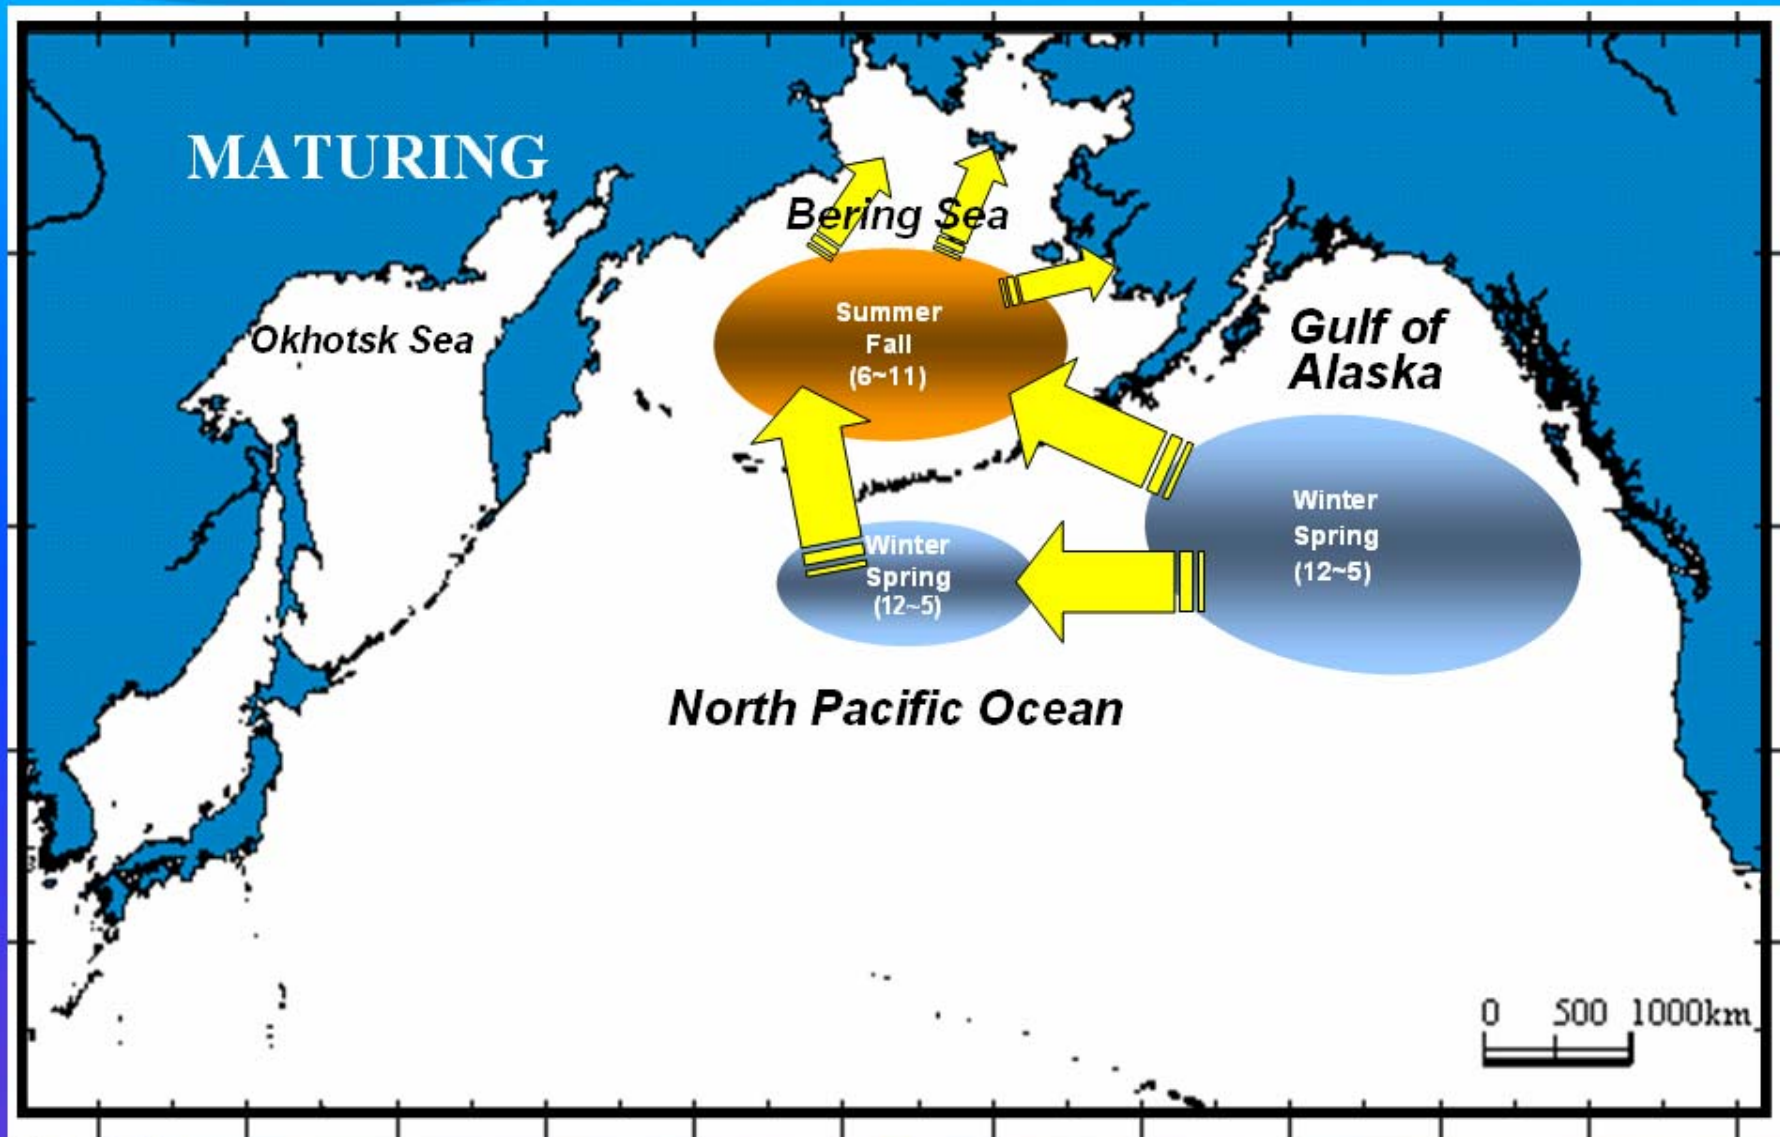 MATURING
Bering Sea
Okhotsk Sea
Summer
Fall
(6~11)
Gulf of
Alaska
Winter
Spring
(12~5)
Winter
Spring
(12~5)
North Pacific Ocean
0 500 1000km